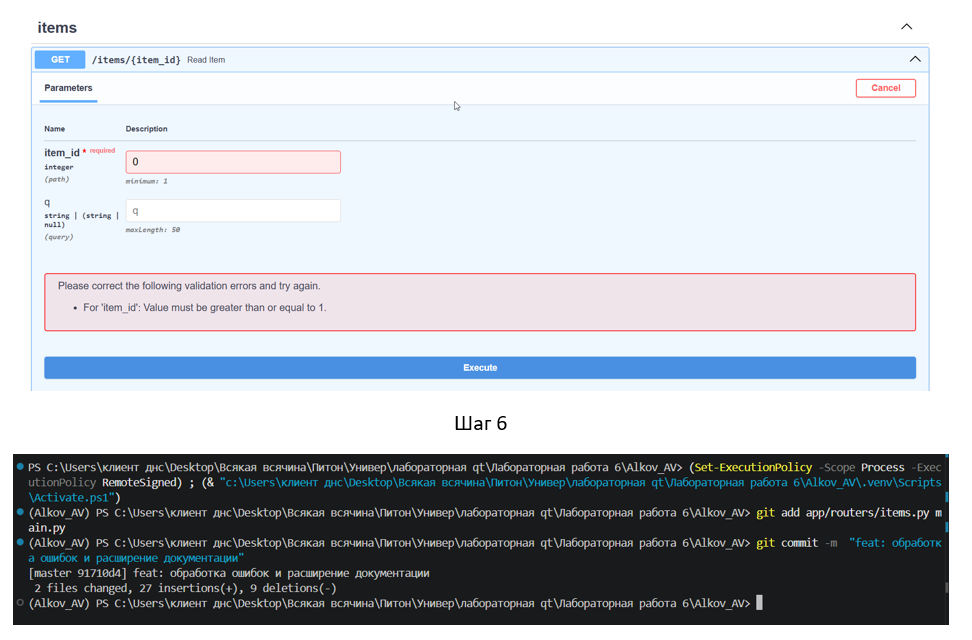 items
GET /items/{item_id} Read Item
Parameters
Cancel
Name Description
item_id * required
integer
(path)
0
minimum: 1
q
string | (string |
null)
(query)
q
maxLength: 50
Please correct the following validation errors and try again.
• For 'item_id': Value must be greater than or equal to 1.
Execute
Шаг 6
PS C:\Users\клиент днс\Desktop\Всякая всячина\Питон\Универ\лабораторная qt\Лабораторная работа 6\Alkov_AV> (Set-ExecutionPolicy -Scope Process -Exec
utionPolicy RemoteSigned) ; (& "c:\Users\клиент днс\Desktop\Всякая всячина\Питон\Универ\лабораторная qt\Лабораторная работа 6\Alkov_AV\.venv\Scripts
\Activate.ps1")
(Alkov_AV) PS C:\Users\клиент днс\Desktop\Всякая всячина\Питон\Универ\лабораторная qt\Лабораторная работа 6\Alkov_AV> git add app/routers/items.py m
ain.py
(Alkov_AV) PS C:\Users\клиент днс\Desktop\Всякая всячина\Питон\Универ\лабораторная qt\Лабораторная работа 6\Alkov_AV> git commit -m  "feat: обработк
а ошибок и расширение документации"
[master 91710d4] feat: обработка ошибок и расширение документации
 2 files changed, 27 insertions(+), 9 deletions(-)
(Alkov_AV) PS C:\Users\клиент днс\Desktop\Всякая всячина\Питон\Универ\лабораторная qt\Лабораторная работа 6\Alkov_AV>